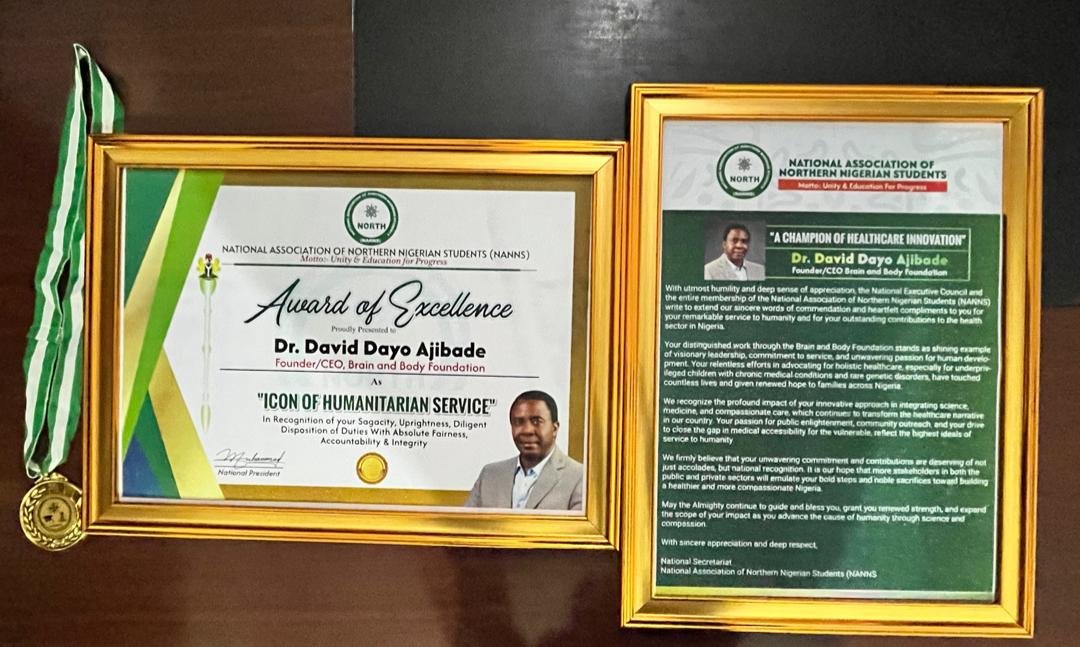 NORTH
(NANNS)
NATIONAL ASSOCIATION OF NORTHERN NIGERIAN STUDENTS (NANNS)
Motto:- Unity & Education for Progress
Award of Excellence
Proudly Presented to
Dr. David Dayo Ajibade
Founder/CEO, Brain and Body Foundation
As
"ICON OF HUMANITARIAN SERVICE"
In Recognition of your Sagacity, Uprightness, Diligent
Disposition of Duties With Absolute Fairness,
Accountability & Integrity
National President
NORTH
NATIONAL ASSOCIATION OF
NORTHERN NIGERIAN STUDENTS
Motto: Unity & Education For Progress
"A CHAMPION OF HEALTHCARE INNOVATION"
Dr. David Dayo Ajibade
Founder/CEO Brain and Body Foundation
With utmost humility and deep sense of appreciation, the National Executive Council and
the entire membership of the National Association of Northern Nigerian Students (NANNS)
write to extend our sincere words of commendation and heartfelt compliments to you for
your remarkable service to humanity and for your outstanding contributions to the health
sector in Nigeria.
Your distinguished work through the Brain and Body Foundation stands as shining example
of visionary leadership, commitment to service, and unwavering passion for human develo-
pment. Your relentless efforts in advocating for holistic healthcare, especially for underprivi-
leged children with chronic medical conditions and rare genetic disorders, have touched
countless lives and given renewed hope to families across Nigeria.
We recognize the profound impact of your innovative approach in integrating science,
medicine, and compassionate care, which continues to transform the healthcare narrative
in our country. Your passion for public enlightenment, community outreach, and your drive
to close the gap in medical accessibility for the vulnerable, reflect the highest ideals of
service to humanity
We firmly believe that your unwavering commitment and contributions are deserving of not
just accolades, but national recognition. It is our hope that more stakeholders in both the
public and private sectors will emulate your bold steps and noble sacrifices toward building
a healthier and more compassionate Nigeria.
May the Almighty continue to guide and bless you, grant you renewed strength, and expand
the scope of your impact as you advance the cause of humanity through science and
compassion.
With sincere appreciation and deep respect,
National Secretariat
National Association of Northern Nigerian Students (NANNS